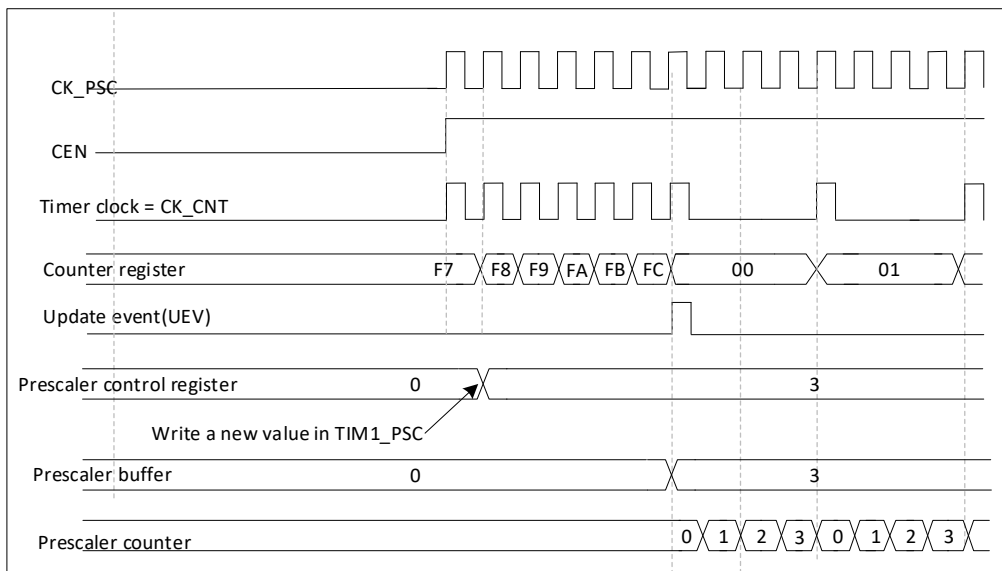 CK_PSC
CEN
Timer clock = CK_CNT
Counter register F7 F8 F9 FA FB FC 00 01
Update event(UEV)
Prescaler control register 0 3
Write a new value in TIM1_PSC
Prescaler buffer 0 3
Prescaler counter 0 1 2 3 0 1 2 3